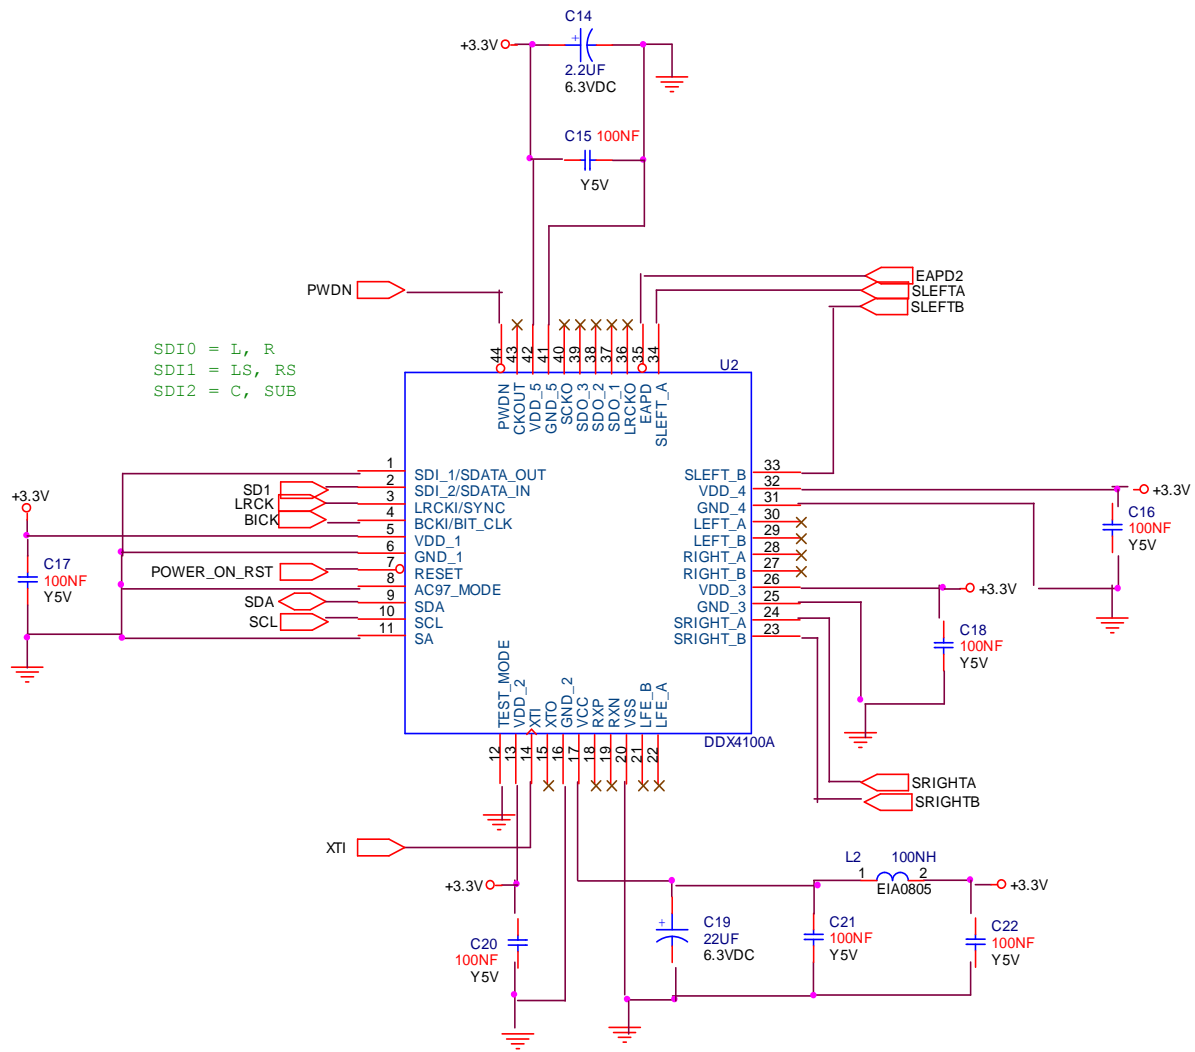 C14
+3.3V
2.2UF
6.3VDC
C15 100NF
Y5V
PWDN
EAPD2
SLEFTA
SLEFTB
SDI0 = L, R
SDI1 = LS, RS
SDI2 = C, SUB
44
43
42
41
40
39
38
37
36
35
34
U2
PWDN
CKOUT
VDD_5
GND_5
SCKO
SDO_3
SDO_2
SDO_1
LRCKO
EAPD
SLEFT_A
1
2
3
4
5
6
7
8
9
10
11
SDI_1/SDATA_OUT
SDI_2/SDATA_IN
LRCKI/SYNC
BCKI/BIT_CLK
VDD_1
GND_1
RESET
AC97_MODE
SDA
SCL
SA
SD1
LRCK
BICK
POWER_ON_RST
SDA
SCL
+3.3V
C17
100NF
Y5V
SLEFT_B
VDD_4
GND_4
LEFT_A
LEFT_B
RIGHT_A
RIGHT_B
VDD_3
GND_3
SRIGHT_A
SRIGHT_B
33
32
31
30
29
28
27
26
25
24
23
+3.3V
C16
100NF
Y5V
+3.3V
C18
100NF
Y5V
TEST_MODE
VDD_2
XTI
XTO
GND_2
VCC
RXP
RXN
VSS
LFE_B
LFE_A
DDX4100A
12
13
14
15
16
17
18
19
20
21
22
SRIGHTA
SRIGHTB
XTI
+3.3V
C20
100NF
Y5V
L2
100NH
1
2
EIA0805
+3.3V
C19
22UF
6.3VDC
C21
100NF
Y5V
C22
100NF
Y5V